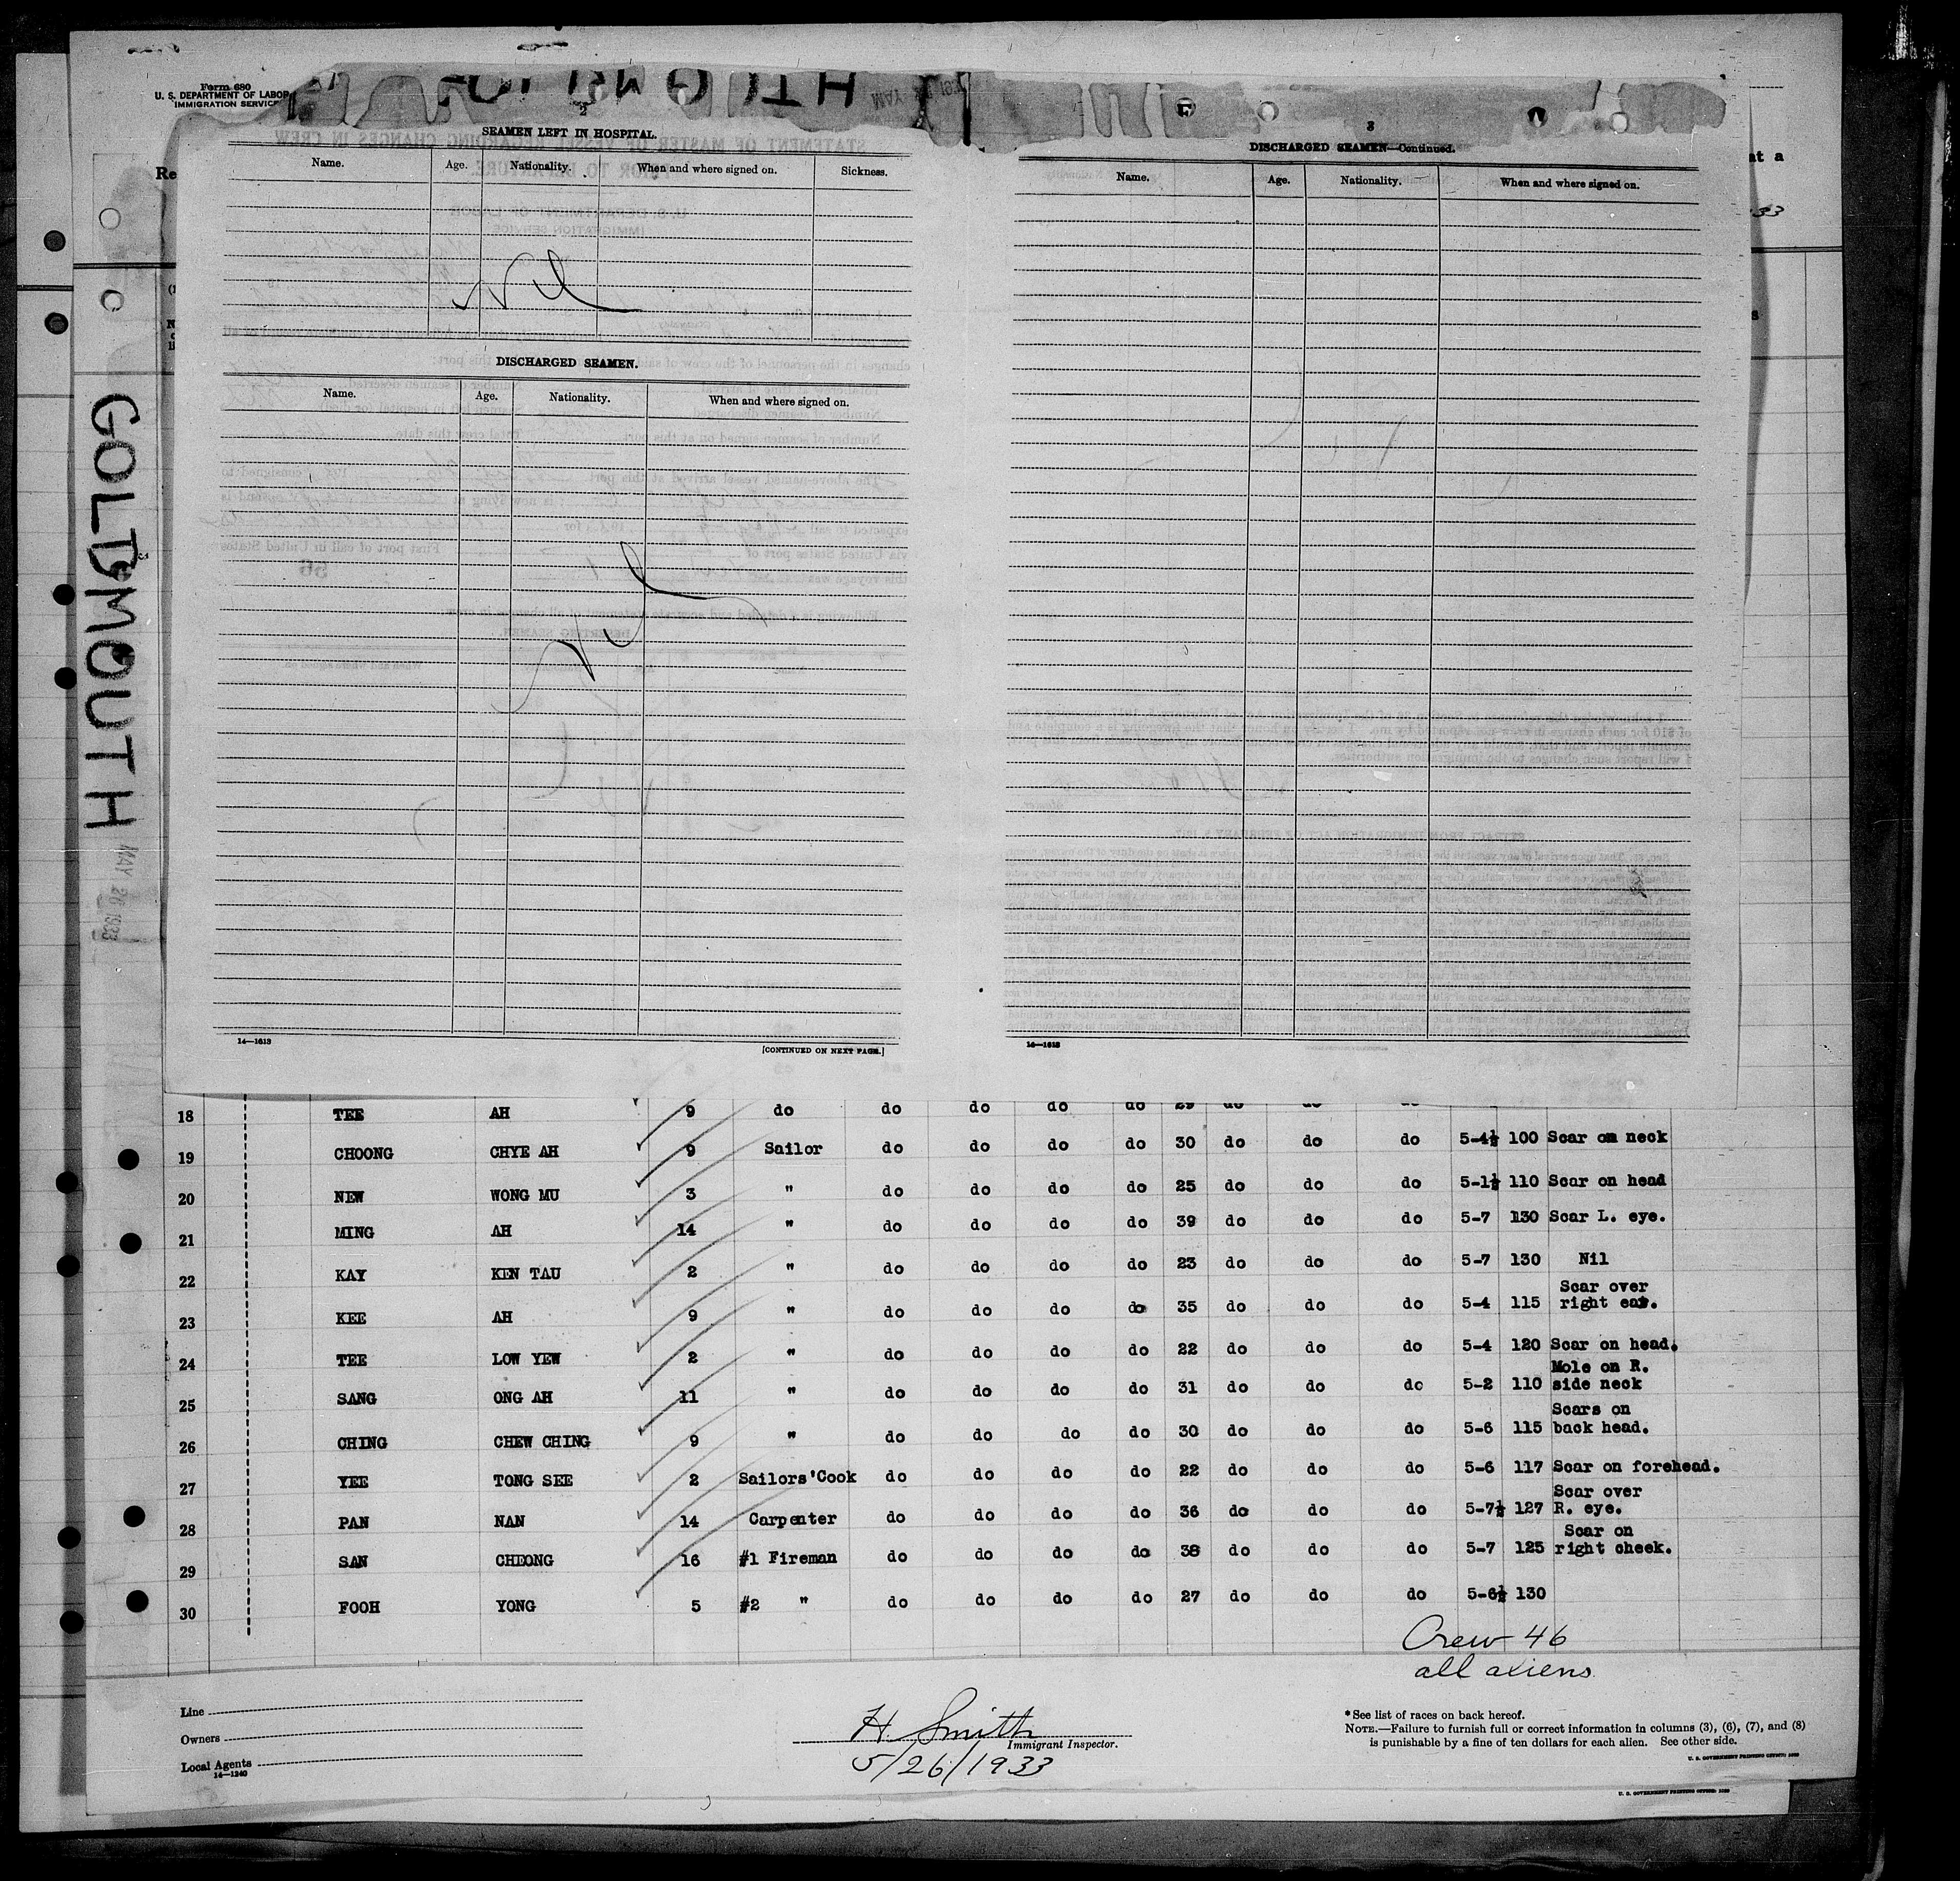 Form 680
U. S. DEPARTMENT OF LABOR
IMMIGRATION SERVICE
GOLDMOUTH
MAY 26 1933
2
SEAMEN LEFT IN HOSPITAL.
Name. Age. Nationality. When and where signed on. Sickness.
Nil
DISCHARGED SEAMEN.
Name. Age. Nationality. When and where signed on.
Nil
14—1613
[CONTINUED ON NEXT PAGE.]
3
DISCHARGED SEAMEN—Continued.
Name. Age. Nationality. When and where signed on.
14—1613
18 TEE AH 9 do do do do do 29 do do do
19 CHOONG CHYE AH 9 Sailor do do do do 30 do do do 5-4½ 100 Scar on neck
20 NEW WONG MU 3 " do do do do 25 do do do 5-1½ 110 Scar on head
21 MING AH 14 " do do do do 39 do do do 5-7 130 Scar L. eye.
22 KAY KEN TAU 2 " do do do do 23 do do do 5-7 130 Nil
23 KEE AH 9 " do do do do 35 do do do 5-4 115 Scar over right ear.
24 TEE LOW YEW 2 " do do do do 22 do do do 5-4 120 Scar on head.
25 SANG ONG AH 11 " do do do do 31 do do do 5-2 110 Mole on R. side neck
26 CHING CHEW CHING 9 " do do do do 30 do do do 5-6 115 Scars on back head.
27 YEE TONG SEE 2 Sailors'Cook do do do do 22 do do do 5-6 117 Scar on forehead.
28 PAN NAN 14 Carpenter do do do do 36 do do do 5-7½ 127 Scar over R. eye.
29 SAN CHEONG 16 #1 Fireman do do do do 38 do do do 5-7 125 Scar on right cheek.
30 FOOH YONG 5 #2 " do do do do 27 do do do 5-6½ 130
Crew 46
all aliens
Line
Owners
Local Agents
14—1240
H. Smith
Immigrant Inspector.
5/26/1933
*See list of races on back hereof.
NOTE.—Failure to furnish full or correct information in columns (3), (6), (7), and (8)
is punishable by a fine of ten dollars for each alien. See other side.